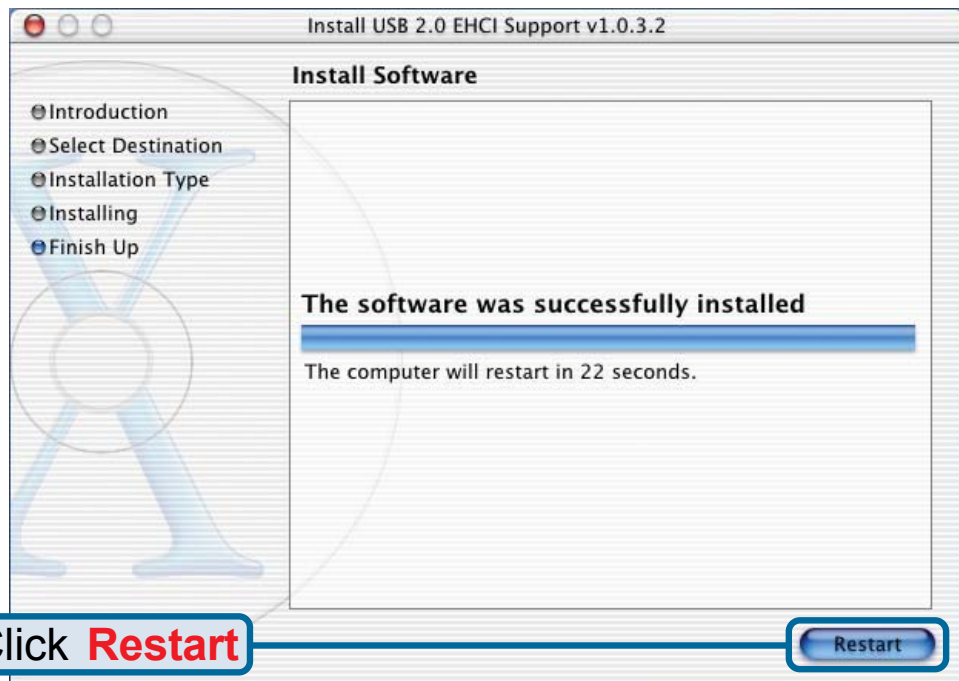 Install USB 2.0 EHCI Support v1.0.3.2
Install Software
Introduction
Select Destination
Installation Type
Installing
Finish Up
The software was successfully installed
The computer will restart in 22 seconds.
Click Restart
Restart